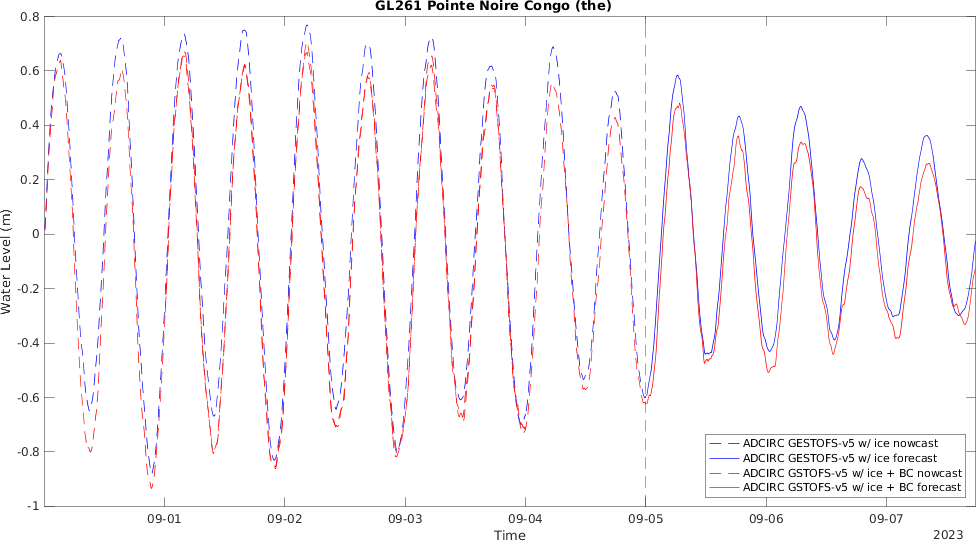 GL261 Pointe Noire Congo (the)
Water Level (m)
0.8
0.6
0.4
0.2
0
-0.2
-0.4
-0.6
-0.8
-1
ADCIRC GESTOFS-v5 w/ ice nowcast
ADCIRC GESTOFS-v5 w/ ice forecast
ADCIRC GSTOFS-v5 w/ ice + BC nowcast
ADCIRC GSTOFS-v5 w/ ice + BC forecast
09-01 09-02 09-03 09-04 09-05 09-06 09-07
Time
2023